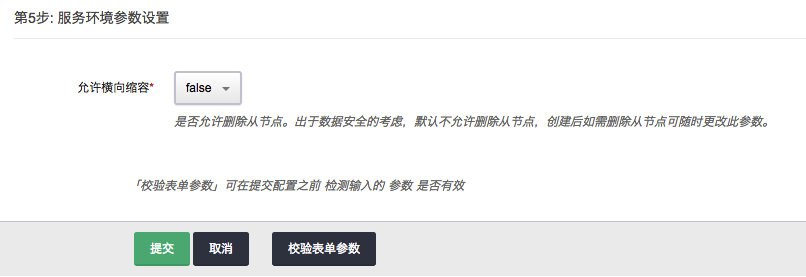 第5步: 服务环境参数设置
允许横向缩容* false
是否允许删除从节点。出于数据安全的考虑，默认不允许删除从节点，创建后如需删除从节点可随时更改此参数。
「校验表单参数」可在提交配置之前 检测输入的 参数 是否有效
提交 取消 校验表单参数